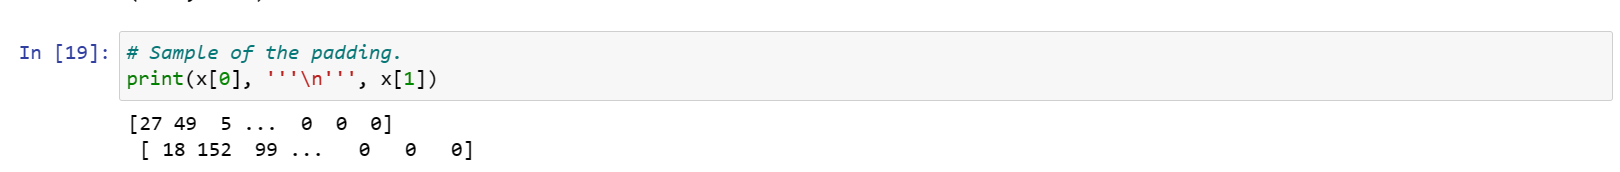 In [19]: # Sample of the padding.
print(x[0], '''\n''', x[1])
[27 49  5 ...  0  0  0]
 [ 18 152  99 ...   0   0   0]